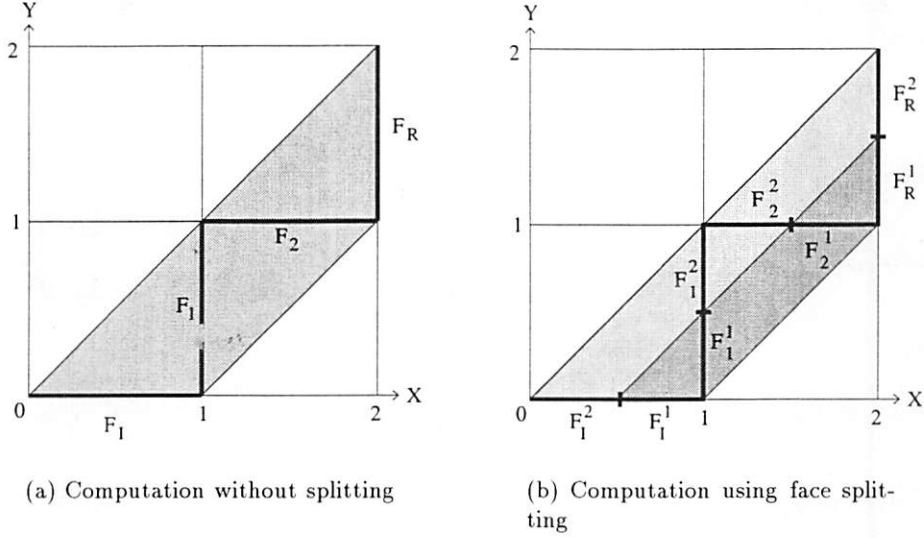 Y
2
F_R
1
F_2
F_1
0
1
2
X
F_I
(a) Computation without splitting
Y
2
F_R^2
F_2^2
F_R^1
1
F_1^2
F_2^1
F_1^1
0
1
2
X
F_I^2
F_I^1
(b) Computation using face split-
ting